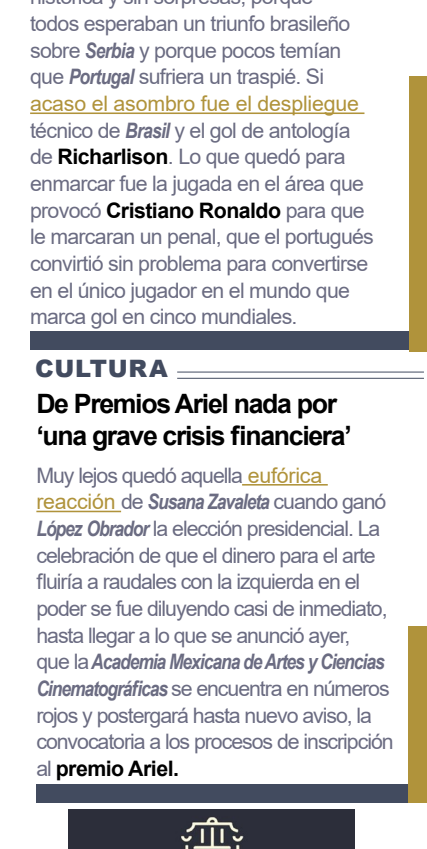 histórica y sin sorpresas, porque
todos esperaban un triunfo brasileño
sobre Serbia y porque pocos temían
que Portugal sufriera un traspié. Si
acaso el asombro fue el despliegue
técnico de Brasil y el gol de antología
de Richarlison. Lo que quedó para
enmarcar fue la jugada en el área que
provocó Cristiano Ronaldo para que
le marcaran un penal, que el portugués
convirtió sin problema para convertirse
en el único jugador en el mundo que
marca gol en cinco mundiales.
CULTURA
De Premios Ariel nada por
‘una grave crisis financiera’
Muy lejos quedó aquella eufórica
reacción de Susana Zavaleta cuando ganó
López Obrador la elección presidencial. La
celebración de que el dinero para el arte
fluiría a raudales con la izquierda en el
poder se fue diluyendo casi de inmediato,
hasta llegar a lo que se anunció ayer,
que la Academia Mexicana de Artes y Ciencias
Cinematográficas se encuentra en números
rojos y postergará hasta nuevo aviso, la
convocatoria a los procesos de inscripción
al premio Ariel.